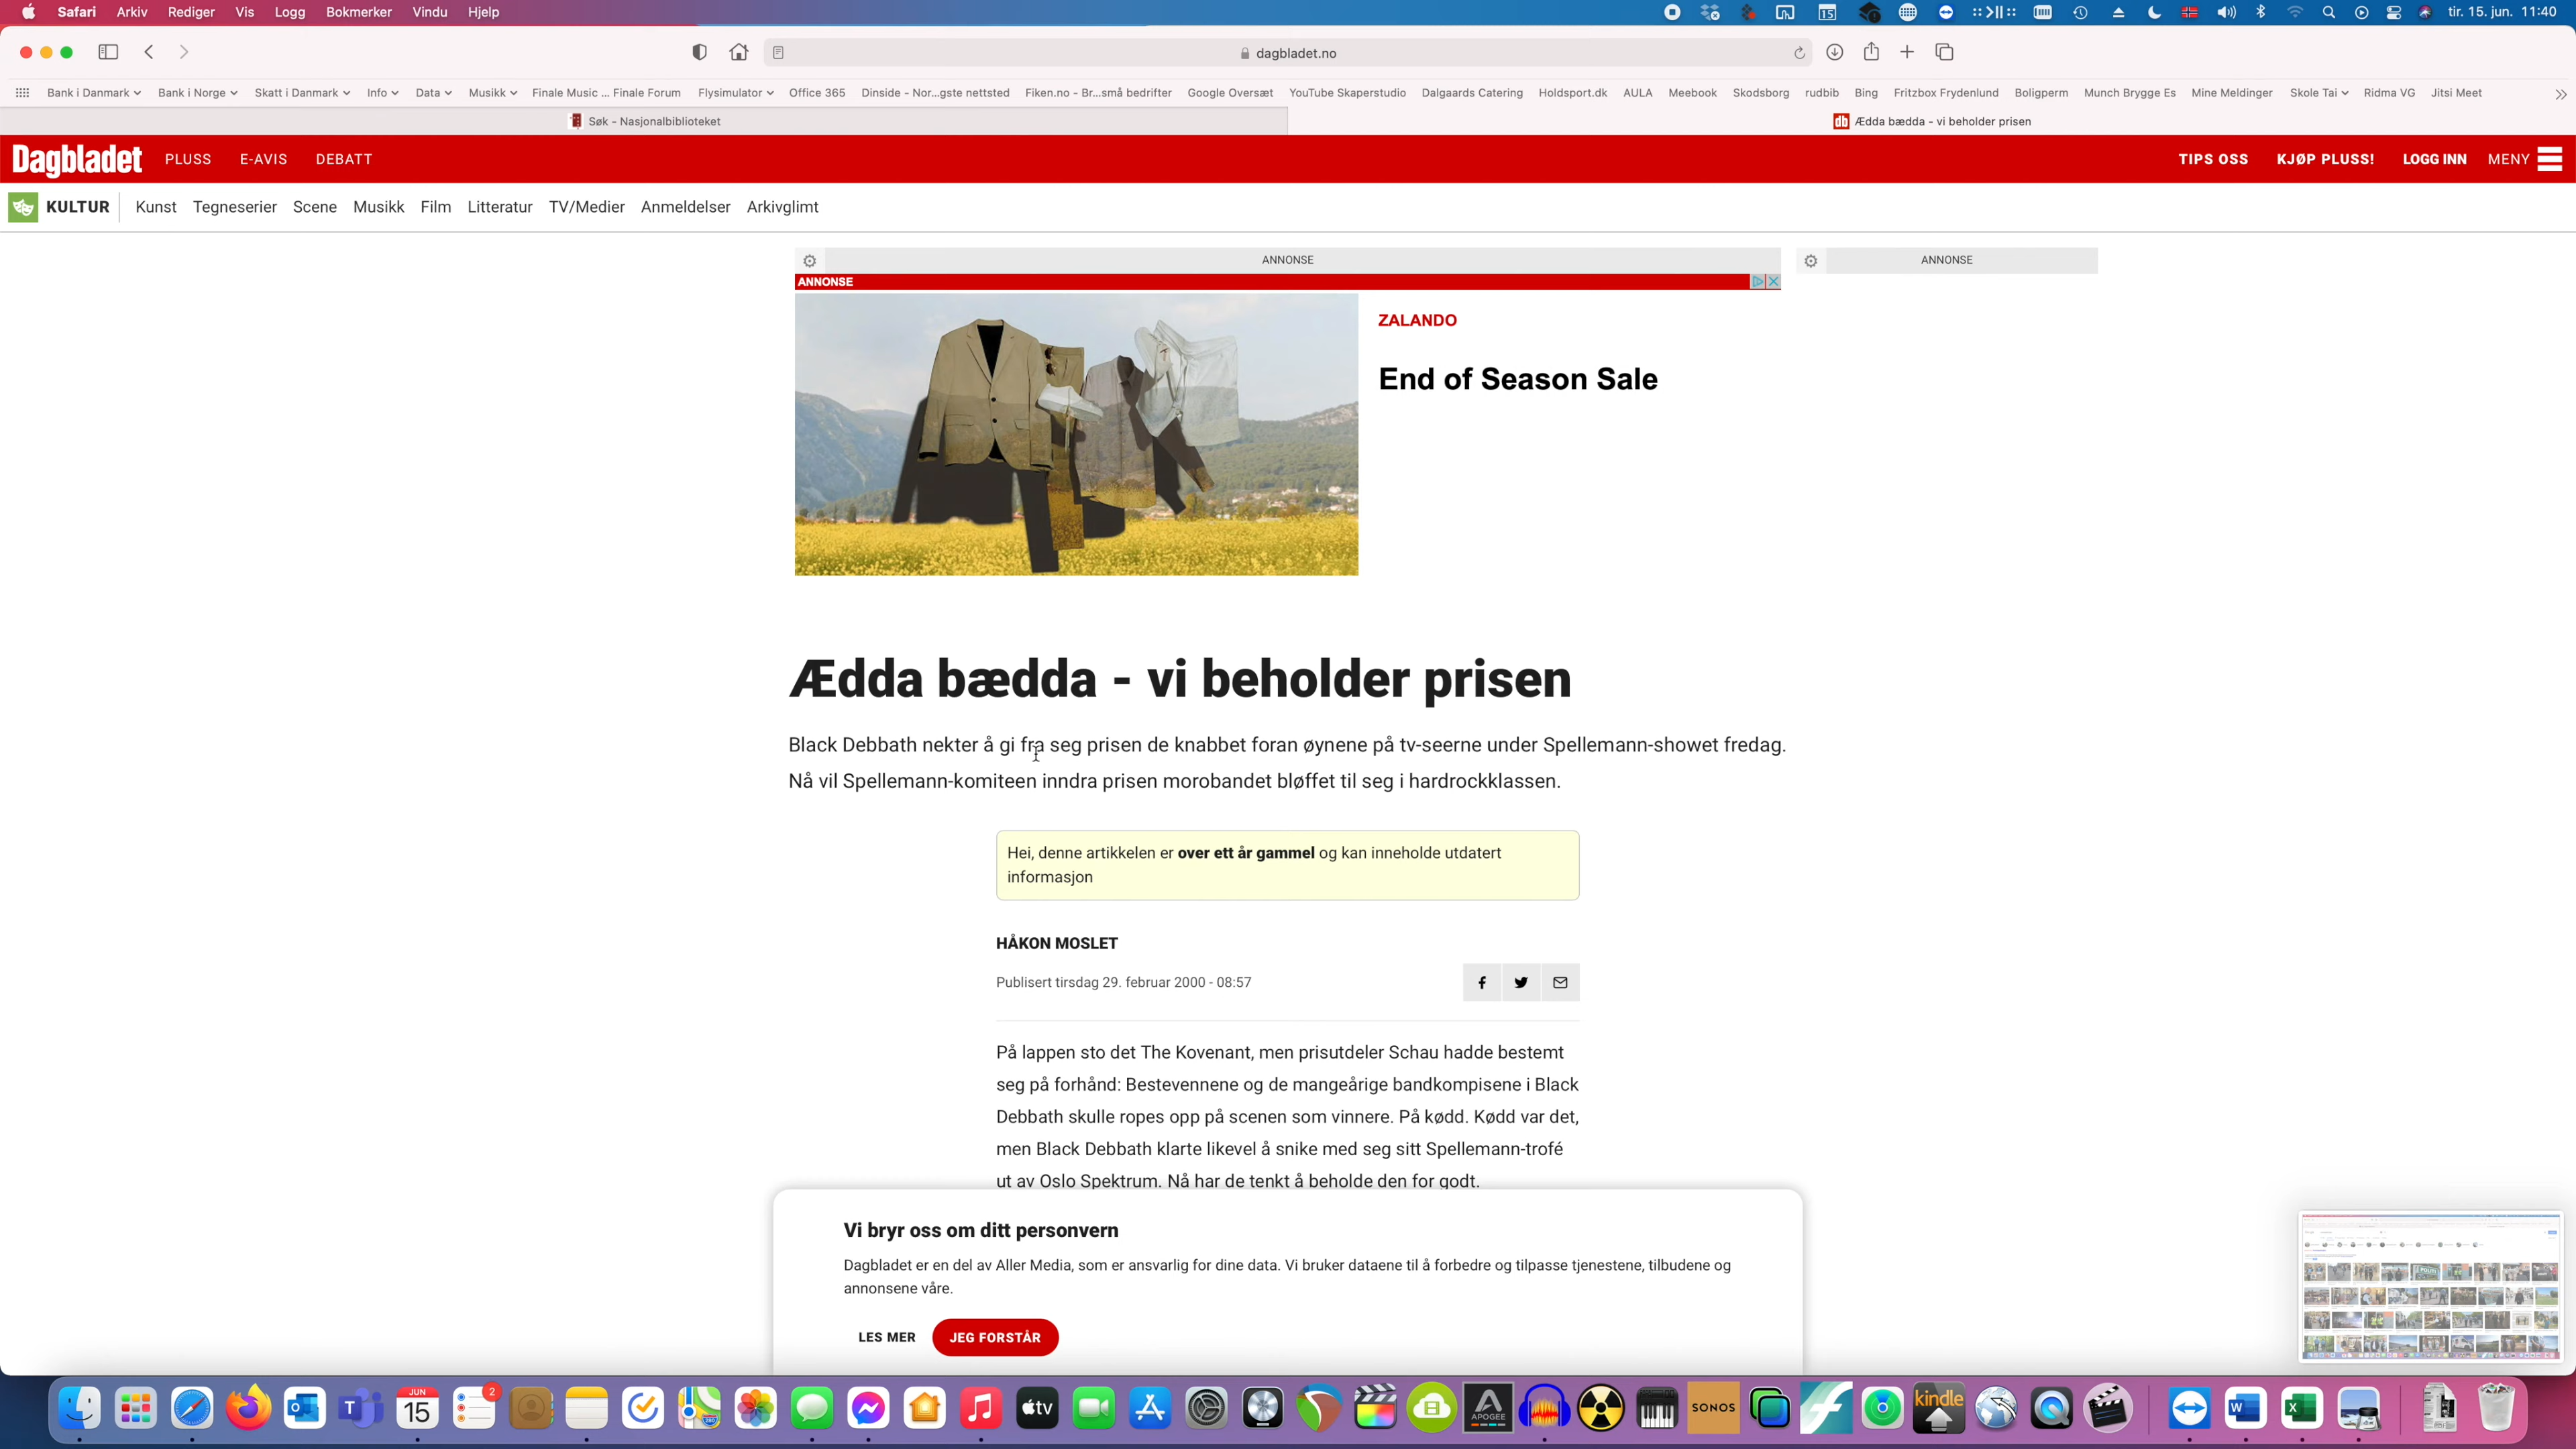 Safari Arkiv Rediger Vis Logg Bokmerker Vindu Hjelp
15
tir. 15. jun. 11:40
dagbladet.no
Bank i Danmark Bank i Norge Skatt i Danmark Info Data Musikk Finale Music ... Finale Forum Flysimulator Office 365 Dinside - Nor...gste nettsted Fiken.no - Br...små bedrifter Google Oversæt YouTube Skaperstudio Dalgaards Catering Holdsport.dk AULA Meebook Skodsborg rudbib Bing Fritzbox Frydenlund Boligperm Munch Brygge Es Mine Meldinger Skole Tai Ridma VG Jitsi Meet
Søk - Nasjonalbiblioteket
db Ædda bædda - vi beholder prisen
Dagbladet PLUSS E-AVIS DEBATT TIPS OSS KJØP PLUSS! LOGG INN MENY
KULTUR Kunst Tegneserier Scene Musikk Film Litteratur TV/Medier Anmeldelser Arkivglimt
ANNONSE ANNONSE
ANNONSE
ZALANDO
End of Season Sale
Ædda bædda - vi beholder prisen
Black Debbath nekter å gi fra seg prisen de knabbet foran øynene på tv-seerne under Spellemann-showet fredag.
Nå vil Spellemann-komiteen inndra prisen morobandet bløffet til seg i hardrockklassen.
Hei, denne artikkelen er over ett år gammel og kan inneholde utdatert
informasjon
HÅKON MOSLET
Publisert tirsdag 29. februar 2000 - 08:57
På lappen sto det The Kovenant, men prisutdeler Schau hadde bestemt
seg på forhånd: Bestevennene og de mangeårige bandkompisene i Black
Debbath skulle ropes opp på scenen som vinnere. På kødd. Kødd var det,
men Black Debbath klarte likevel å snike med seg sitt Spellemann-trofé
ut av Oslo Spektrum. Nå har de tenkt å beholde den for godt.
Vi bryr oss om ditt personvern
Dagbladet er en del av Aller Media, som er ansvarlig for dine data. Vi bruker dataene til å forbedre og tilpasse tjenestene, tilbudene og
annonsene våre.
LES MER JEG FORSTÅR
JUN
15
2
tv
APOGEE
SONOS
kindle